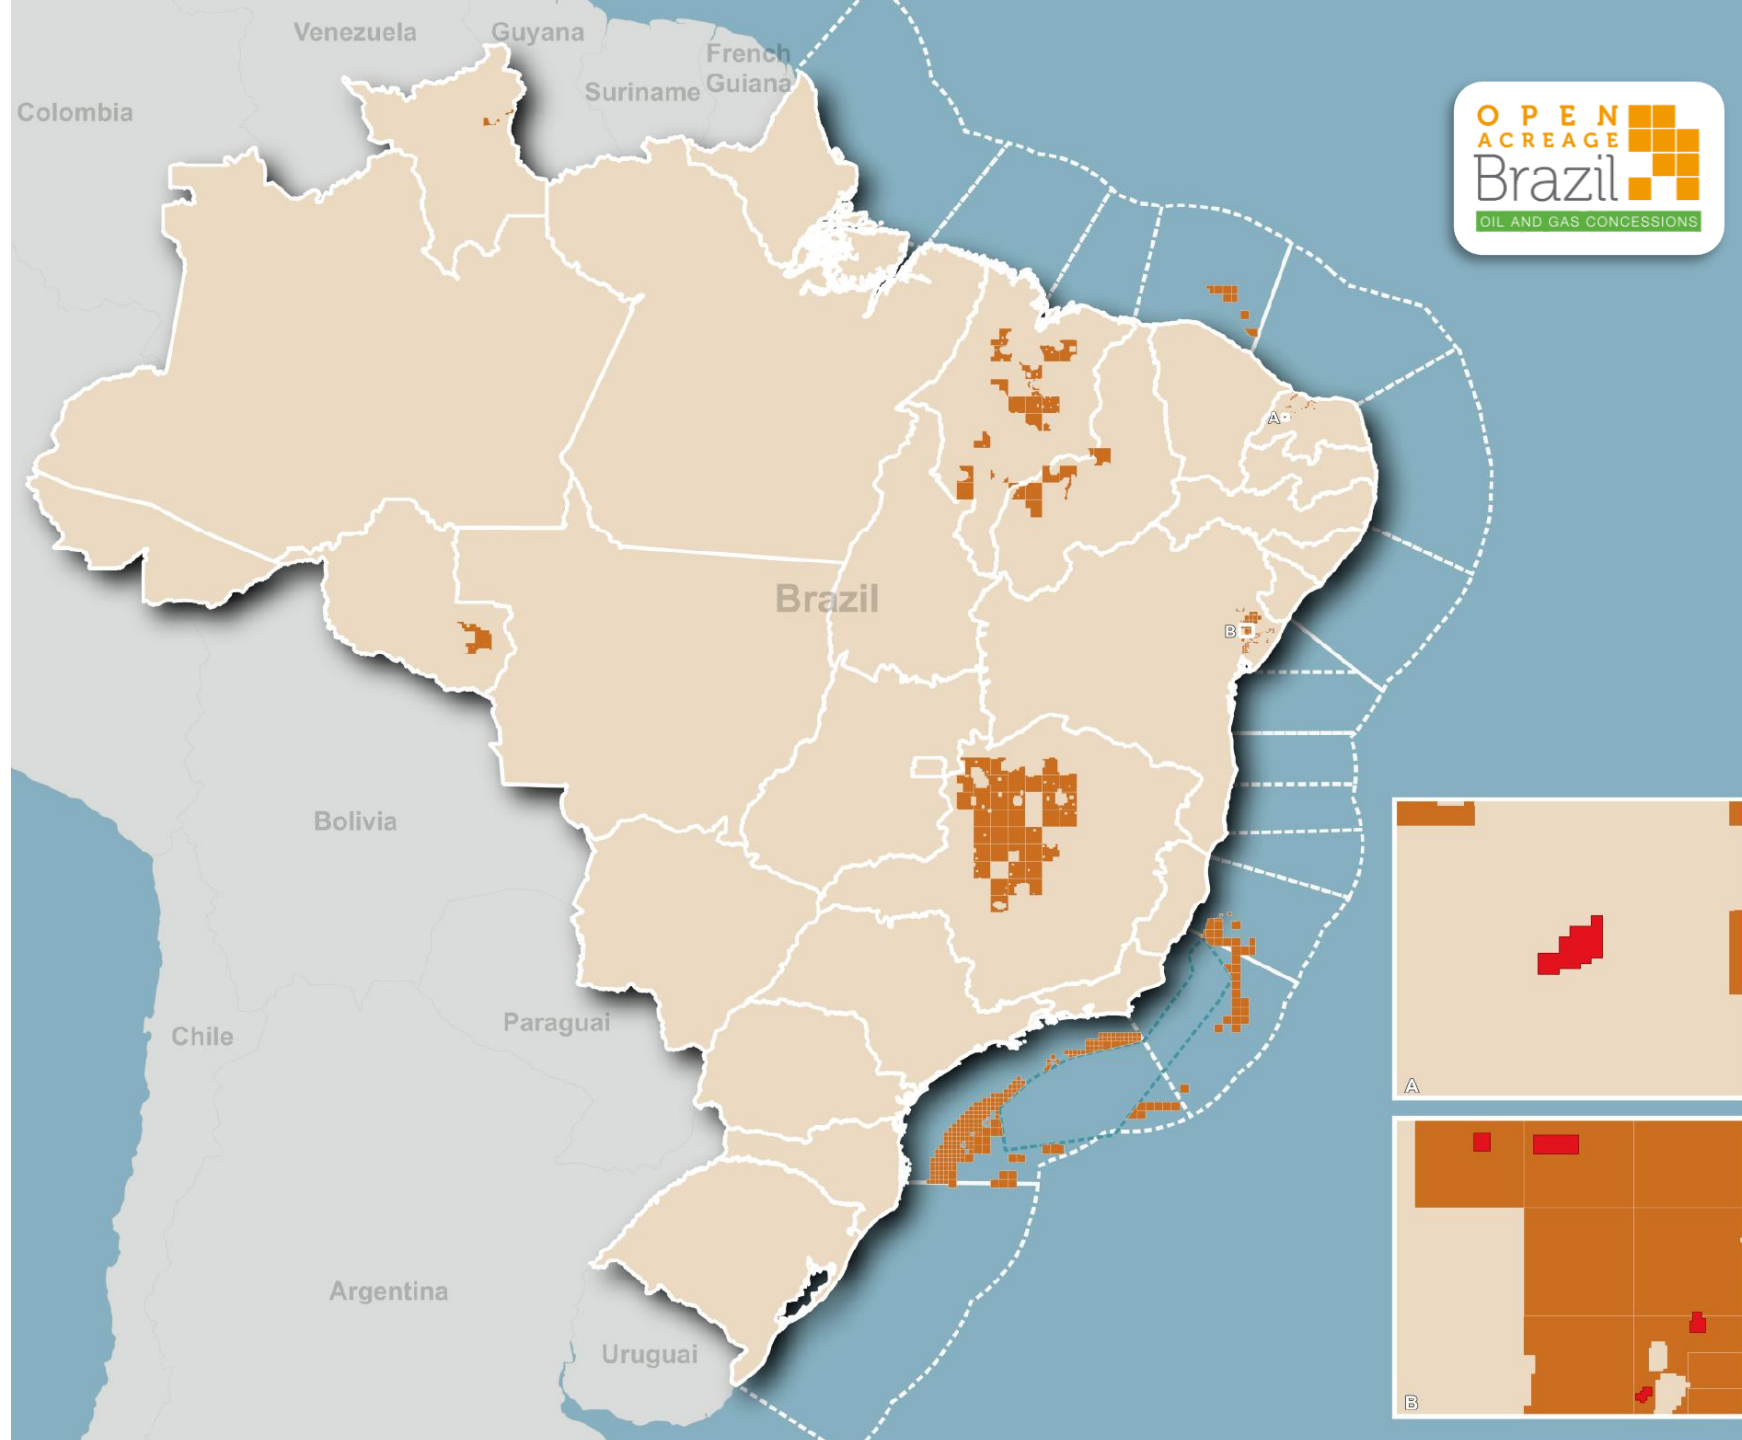 Venezuela
Guyana
French
Guiana
Suriname
Colombia
OPEN
ACREAGE
Brazil
OIL AND GAS CONCESSIONS
A
Brazil
B
Bolivia
Paraguai
Chile
A
Argentina
Uruguai
B